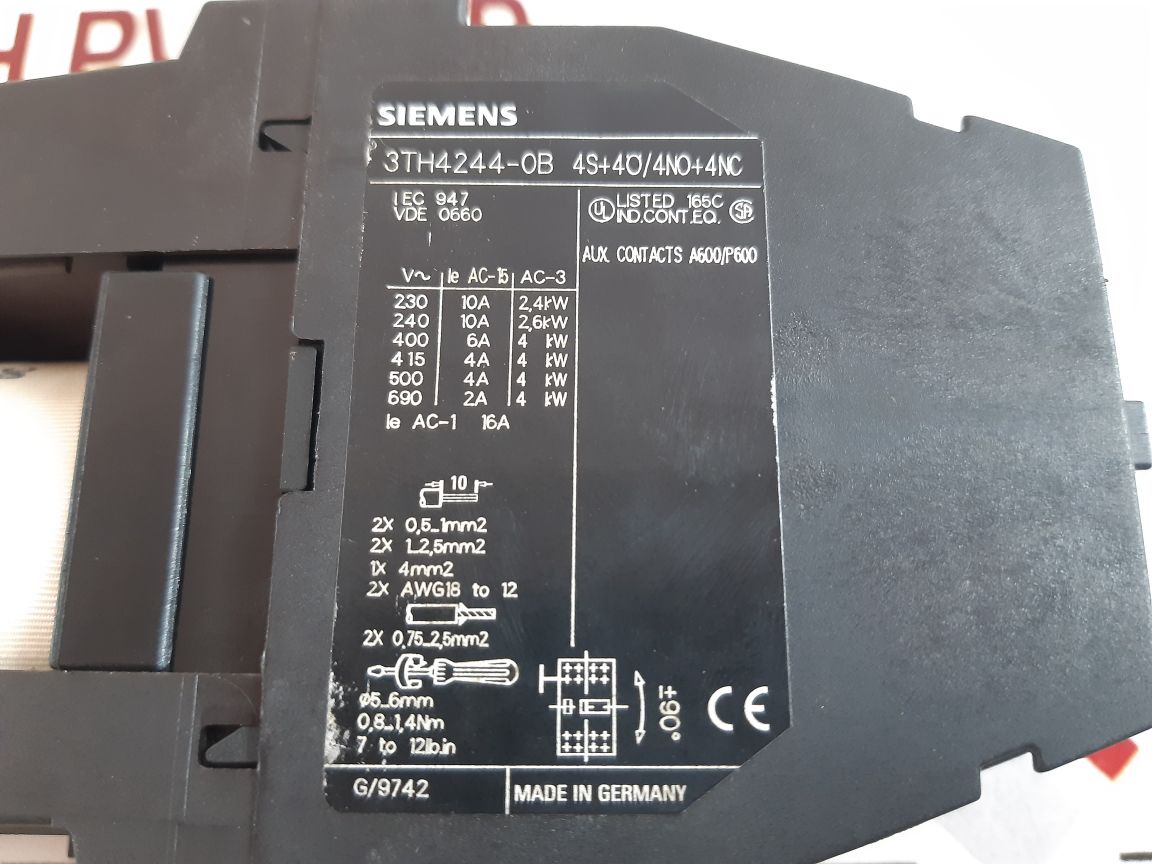 SIEMENS
3TH4244-0B 4S+4Ö/4NO+4NC
IEC 947
VDE 0660
UL LISTED 165C
IND.CONT.EQ. SA
AUX. CONTACTS A600/P600
V~ Ie AC-15 AC-3
230 10A 2,4kW
240 10A 2,6kW
400 6A 4 kW
415 4A 4 kW
500 4A 4 kW
690 2A 4 kW
Ie AC-1 16A
10
2X 0,5...1mm2
2X 1...2,5mm2
1X 4mm2
2X AWG18 to 12
2X 0,75...2,5mm2
ø5...6mm
0,8...1,4Nm
7 to 12lb.in
±90°
CE
G/9742
MADE IN GERMANY